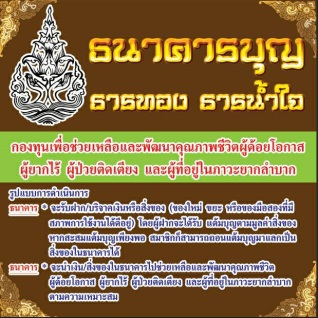 ธนาคารบุญ
ธารทอง ธารน้ำใจ
กองทุนเพื่อช่วยเหลือและพัฒนาคุณภาพชีวิตผู้ด้อยโอกาส
ผู้ยากไร้ ผู้ป่วยติดเตียง และผู้ที่อยู่ในภาวะยากลำบาก
รูปแบบการดำเนินการ
ธนาคาร * จะรับฝาก/บริจาคเงินหรือสิ่งของ (ของใหม่ ขยะ หรือของมือสองที่มี
สภาพการใช้งานได้ดีอยู่) โดยผู้ฝากจะได้รับ แต้มบุญตามมูลค่าสิ่งของ
หากสะสมแต้มบุญเพียงพอ สมาชิกก็สามารถถอนแต้มบุญมาแลกเป็น
สิ่งของในธนาคารได้
ธนาคาร * จะนำเงิน/สิ่งของในธนาคารไปช่วยเหลือและพัฒนาคุณภาพชีวิต
ผู้ด้อยโอกาส ผู้ยากไร้ ผู้ป่วยติดเตียง และผู้ที่อยู่ในภาวะยากลำบาก
ตามความเหมาะสม